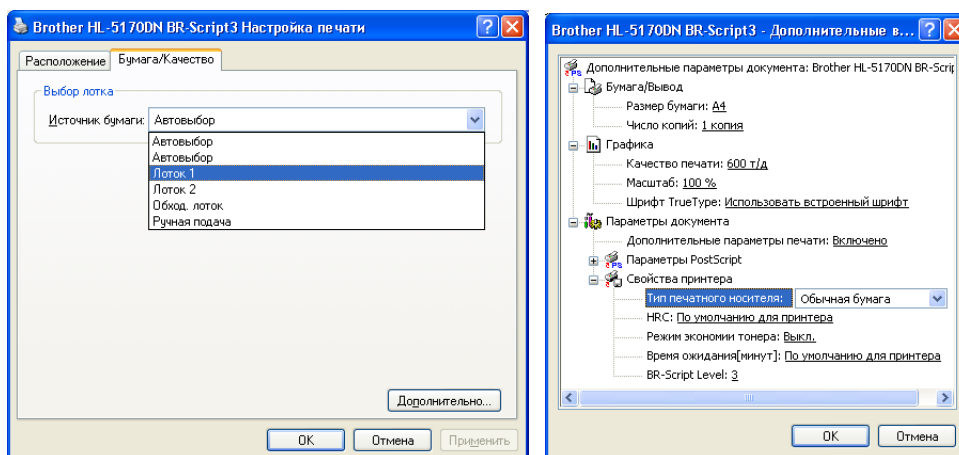 Brother HL-5170DN BR-Script3 Настройка печати
Расположение
Бумага/Качество
Выбор лотка
Источник бумаги: Автовыбор
Автовыбор
Автовыбор
Лоток 1
Лоток 2
Обход. лоток
Ручная подача
Дополнительно...
OK
Отмена
Применить
Brother HL-5170DN BR-Script3 - Дополнительные в...
Дополнительные параметры документа: Brother HL-5170DN BR-Scrip
Бумага/Вывод
Размер бумаги: A4
Число копий: 1 копия
Графика
Качество печати: 600 т/д
Масштаб: 100 %
Шрифт TrueType: Использовать встроенный шрифт
Параметры документа
Дополнительные параметры печати: Включено
Параметры PostScript
Свойства принтера
Тип печатного носителя: Обычная бумага
HRC: По умолчанию для принтера
Режим экономии тонера: Выкл.
Время ожидания[минут]: По умолчанию для принтера
BR-Script Level: 3
OK
Отмена